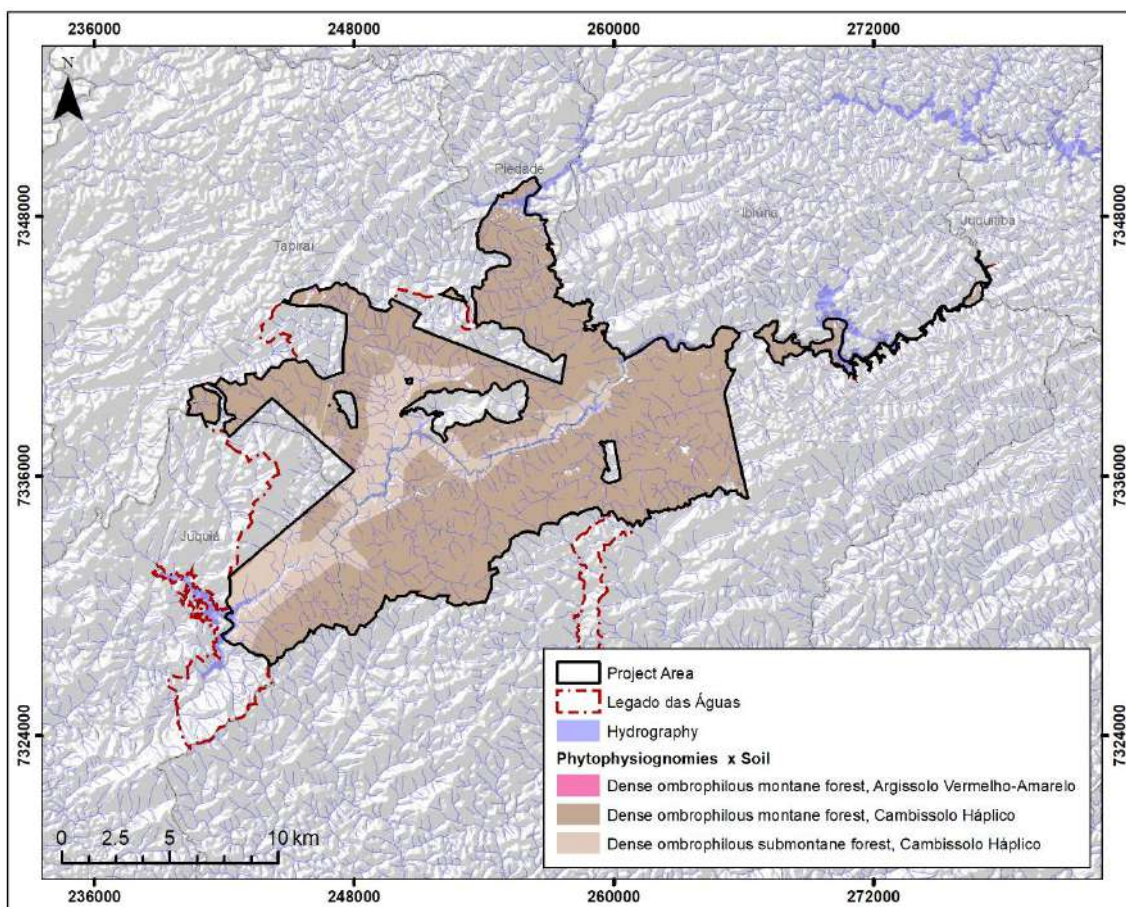 236000 248000 260000 272000
N
Piedade
7348000 Ibiúna 7348000
Juquitiba
Tapiraí
7336000 7336000
Juquiá
Project Area
Legado das Águas
7324000 Hydrography 7324000
Phytophysiognomies x Soil
Dense ombrophilous montane forest, Argissolo Vermelho-Amarelo
Dense ombrophilous montane forest, Cambissolo Háplico
0 2.5 5 10 km
Dense ombrophilous submontane forest, Cambissolo Háplico
236000 248000 260000 272000